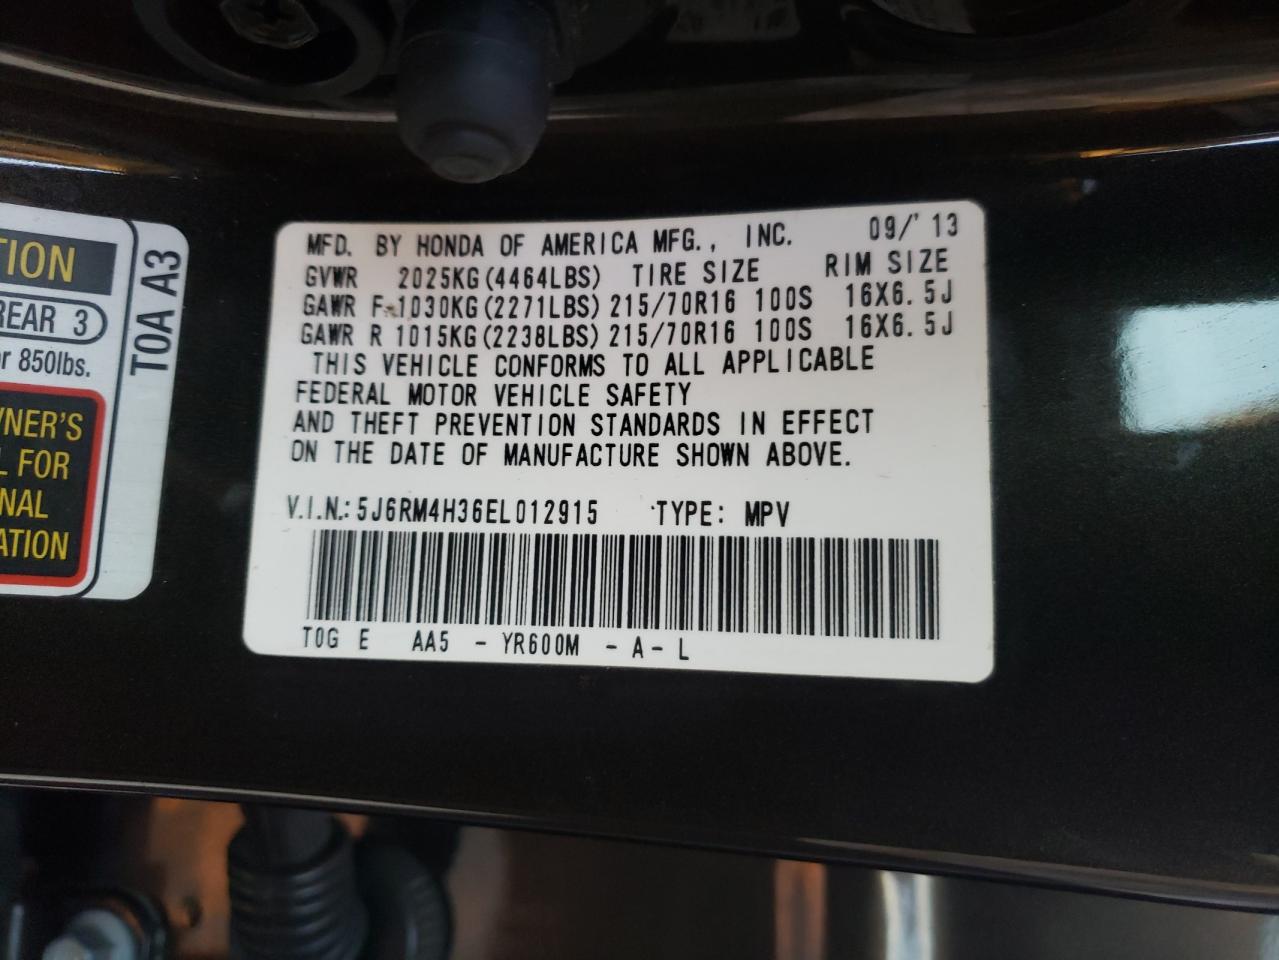 TION
REAR 3
or 850lbs.
NER'S
FOR
NAL
ATION
T0A A3
MFD. BY HONDA OF AMERICA MFG., INC. 09/'13
GVWR 2025KG(4464LBS) TIRE SIZE RIM SIZE
GAWR F 1030KG(2271LBS) 215/70R16 100S 16X6.5J
GAWR R 1015KG(2238LBS) 215/70R16 100S 16X6.5J
THIS VEHICLE CONFORMS TO ALL APPLICABLE
FEDERAL MOTOR VEHICLE SAFETY
AND THEFT PREVENTION STANDARDS IN EFFECT
ON THE DATE OF MANUFACTURE SHOWN ABOVE.
V.I.N.: 5J6RM4H36EL012915 TYPE: MPV
T0G E AA5 - YR600M - A - L